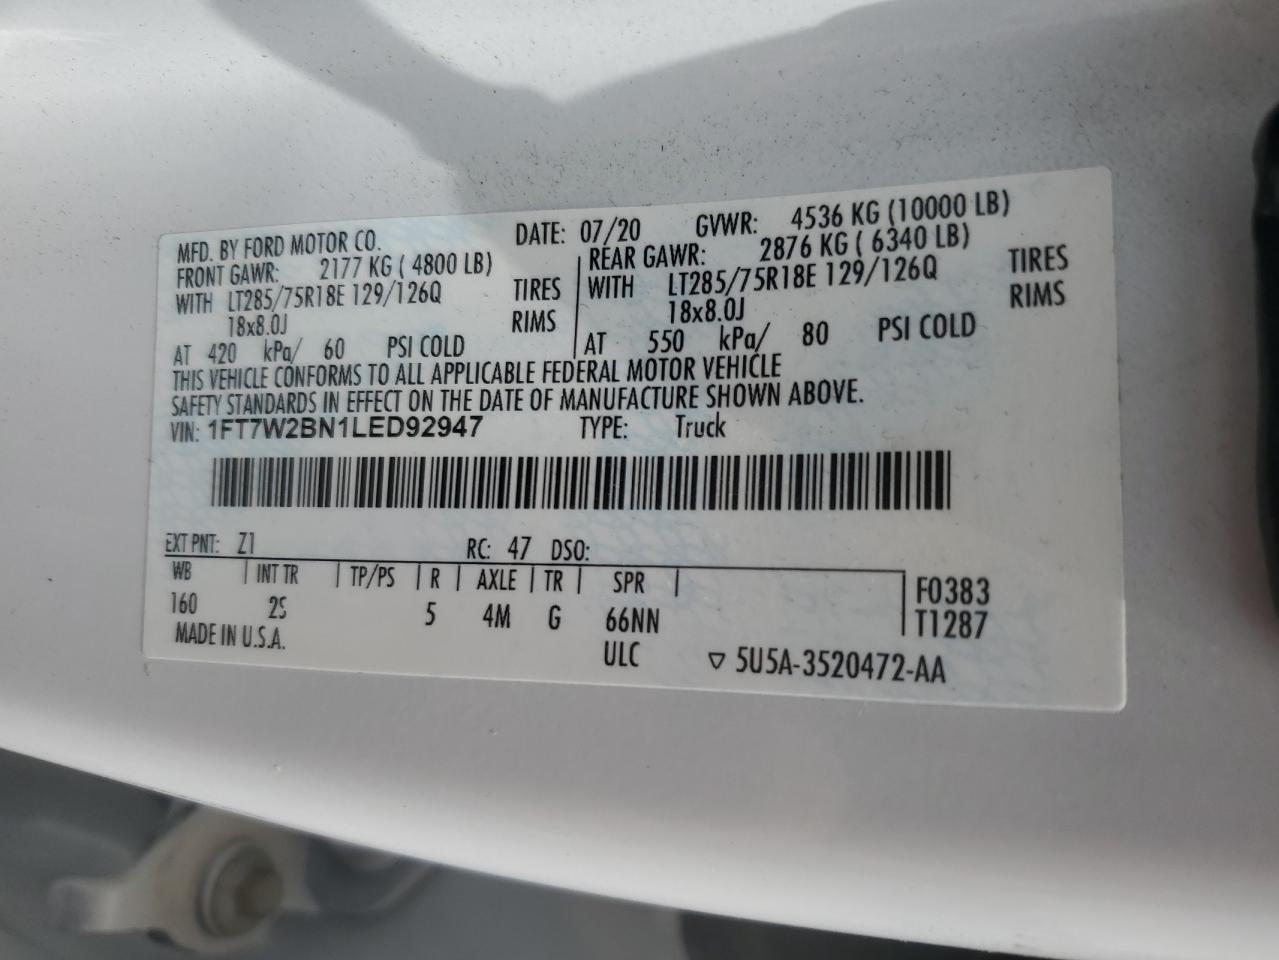 MFD. BY FORD MOTOR CO. DATE: 07/20 GVWR: 4536 KG (10000 LB)
FRONT GAWR: 2177 KG ( 4800 LB) REAR GAWR: 2876 KG ( 6340 LB)
WITH LT285/75R18E 129/126Q TIRES WITH LT285/75R18E 129/126Q TIRES
18x8.0J RIMS 18x8.0J RIMS
AT 420 kPa/ 60 PSI COLD AT 550 kPa/ 80 PSI COLD
THIS VEHICLE CONFORMS TO ALL APPLICABLE FEDERAL MOTOR VEHICLE
SAFETY STANDARDS IN EFFECT ON THE DATE OF MANUFACTURE SHOWN ABOVE.
VIN: 1FT7W2BN1LED92947 TYPE: Truck
EXT PNT: Z1 RC: 47 DSO:
WB INT TR TP/PS R AXLE TR SPR F0383
160 2S 5 4M G 66NN T1287
MADE IN U.S.A. ULC ▽ 5U5A-3520472-AA